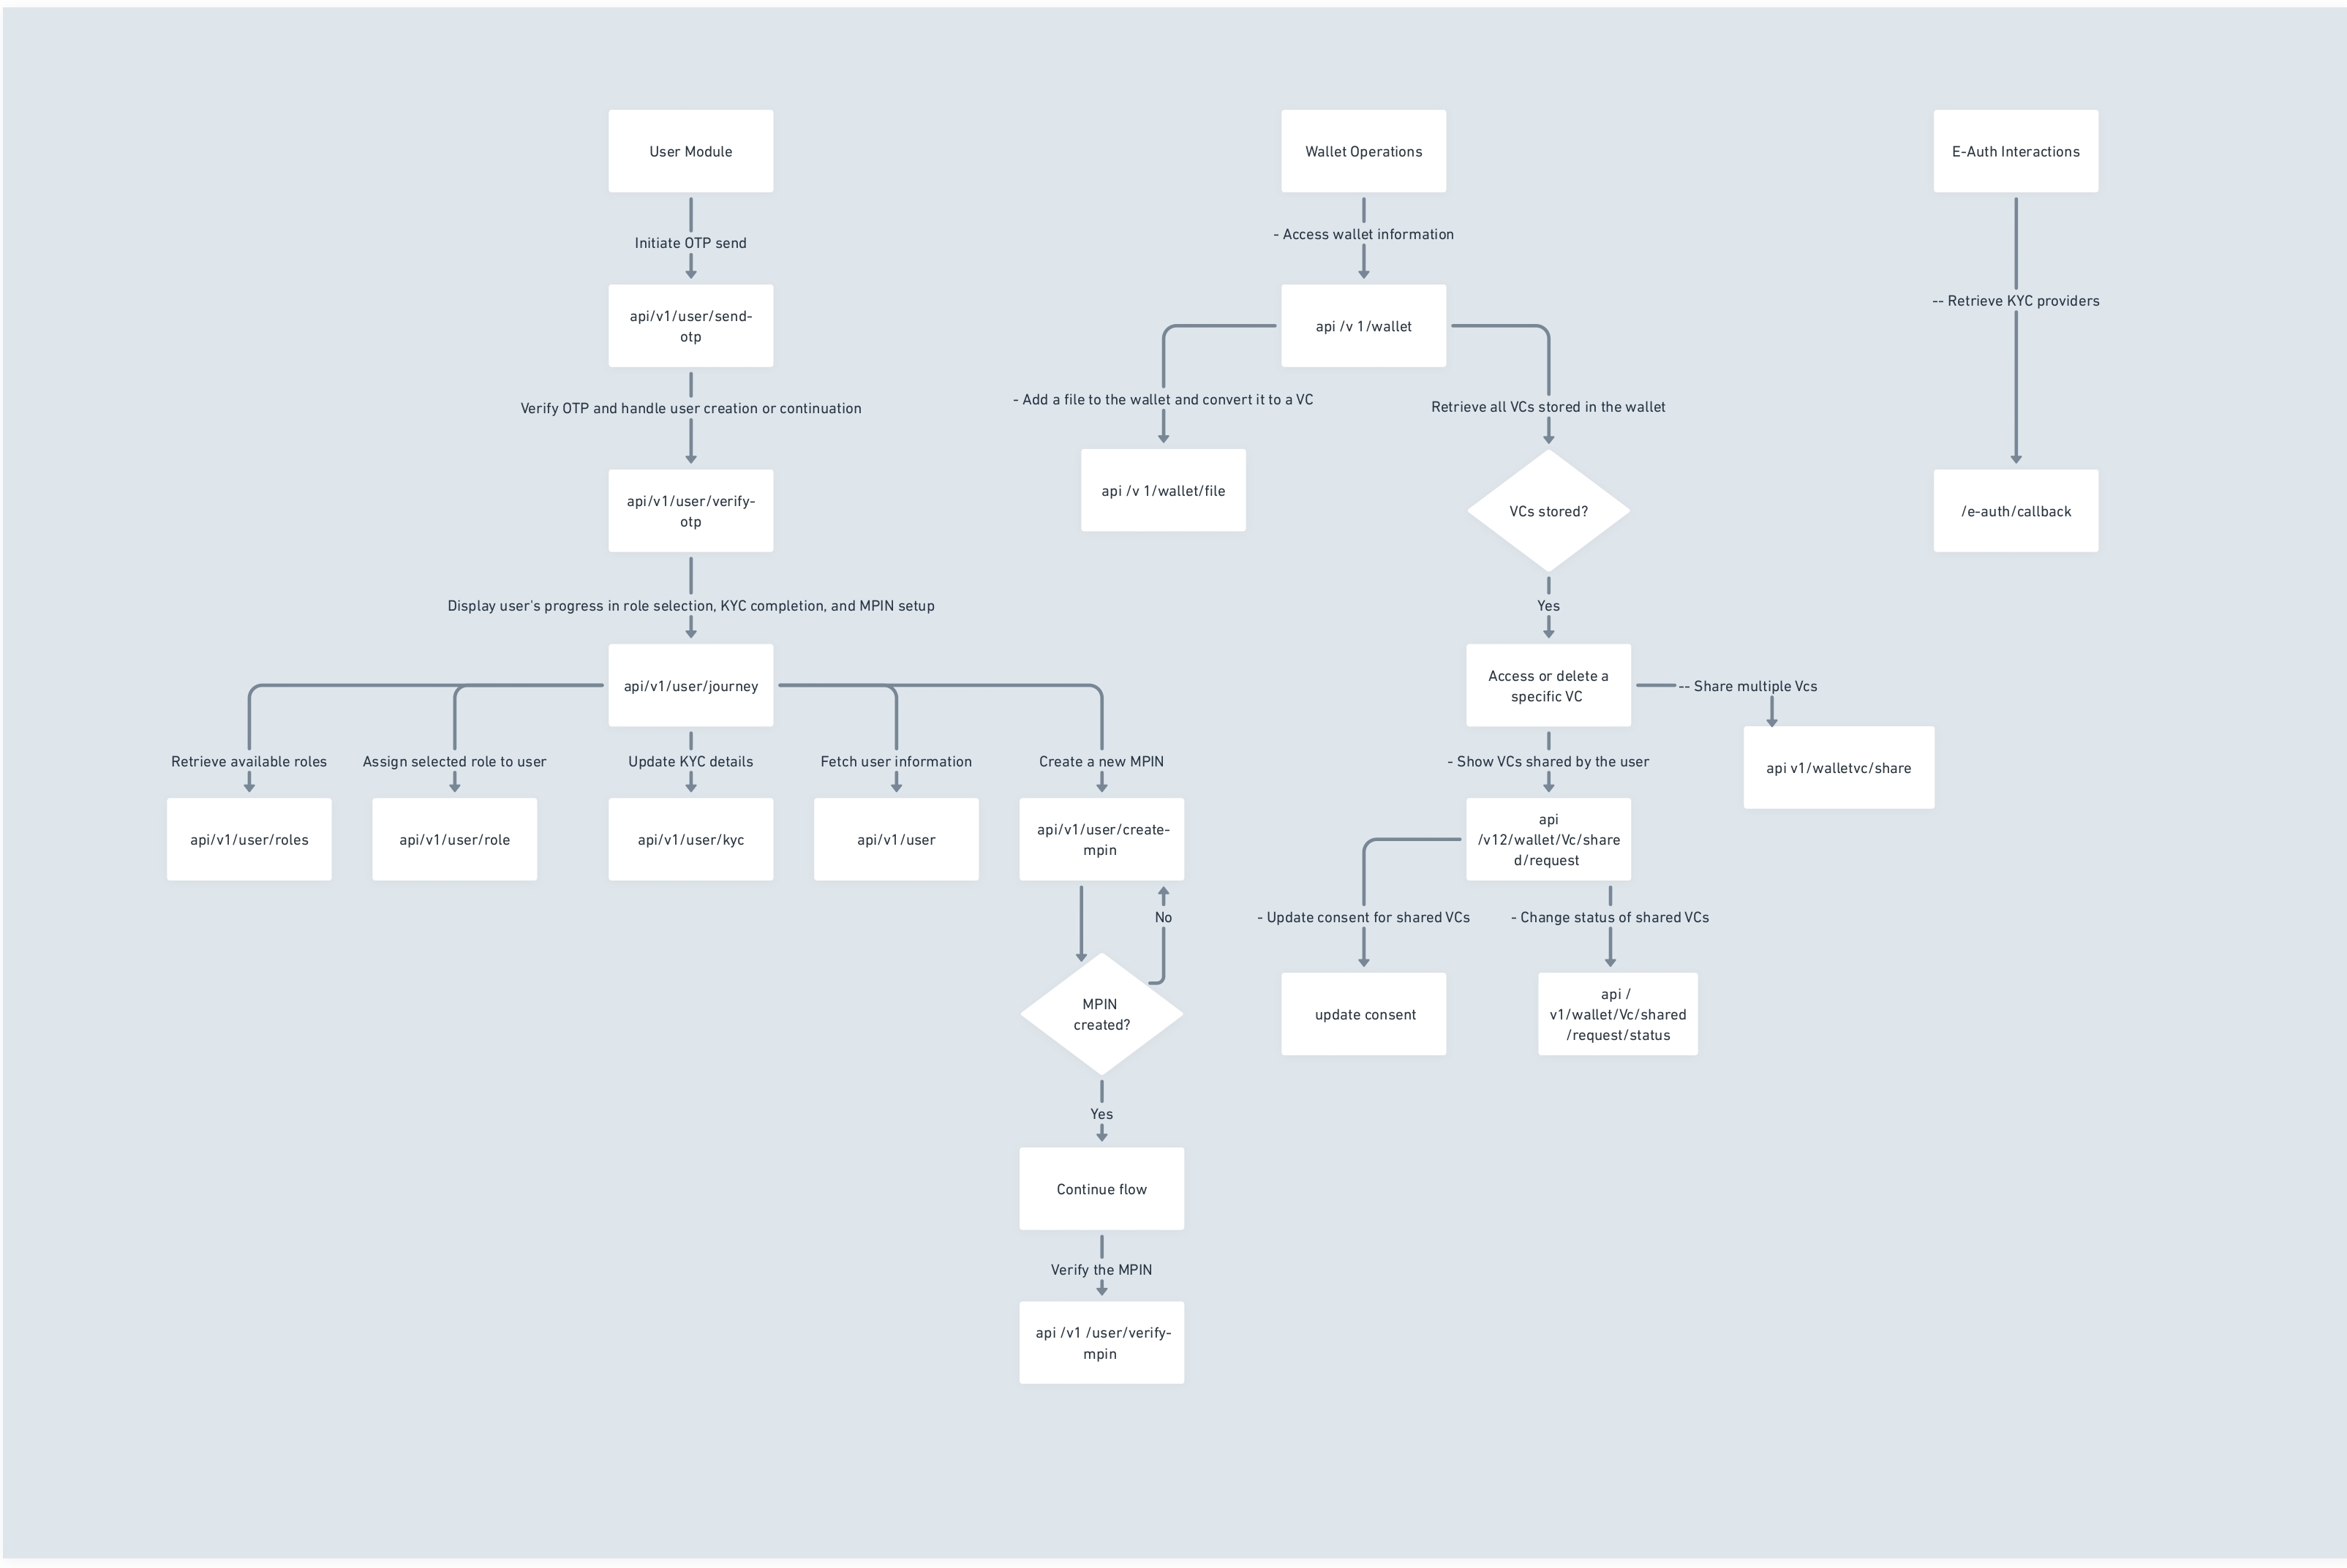 User Module
Wallet Operations
E-Auth Interactions
Initiate OTP send
- Access wallet information
-- Retrieve KYC providers
api/v1/user/send-
otp
api /v 1/wallet
Verify OTP and handle user creation or continuation
- Add a file to the wallet and convert it to a VC
Retrieve all VCs stored in the wallet
api/v1/user/verify-
otp
api /v 1/wallet/file
VCs stored?
/e-auth/callback
Display user's progress in role selection, KYC completion, and MPIN setup
Yes
api/v1/user/journey
Access or delete a
specific VC
-- Share multiple Vcs
Retrieve available roles
Assign selected role to user
Update KYC details
Fetch user information
Create a new MPIN
- Show VCs shared by the user
api v1/walletvc/share
api/v1/user/roles
api/v1/user/role
api/v1/user/kyc
api/v1/user
api/v1/user/create-
mpin
api
/v12/wallet/Vc/share
d/request
No
- Update consent for shared VCs
- Change status of shared VCs
MPIN
created?
update consent
api /
v1/wallet/Vc/shared
/request/status
Yes
Continue flow
Verify the MPIN
api /v1 /user/verify-
mpin